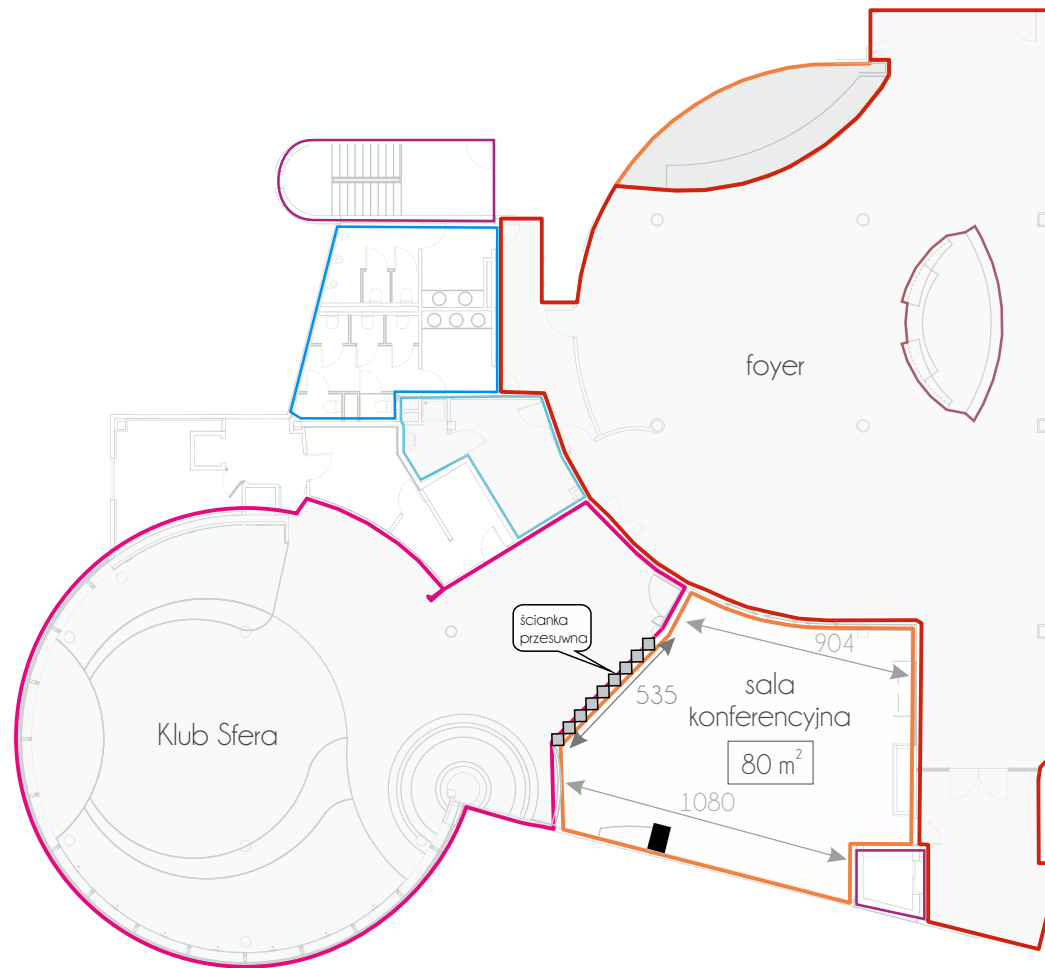 foyer
ścianka
przesuwna
904
535
sala
konferencyjna
80 m²
Klub Sfera
1080